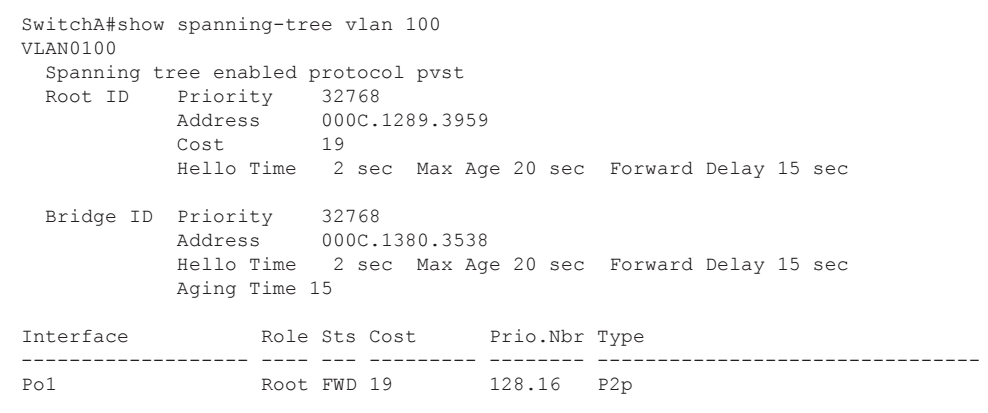 SwitchA#show spanning-tree vlan 100
VLAN0100
  Spanning tree enabled protocol pvst
  Root ID    Priority    32768
             Address     000C.1289.3959
             Cost        19
             Hello Time   2 sec  Max Age 20 sec  Forward Delay 15 sec

  Bridge ID  Priority    32768
             Address     000C.1380.3538
             Hello Time   2 sec  Max Age 20 sec  Forward Delay 15 sec
             Aging Time 15

Interface           Role Sts Cost      Prio.Nbr Type
------------------- ---- --- --------- -------- --------------------------------
Po1                 Root FWD 19        128.16   P2p